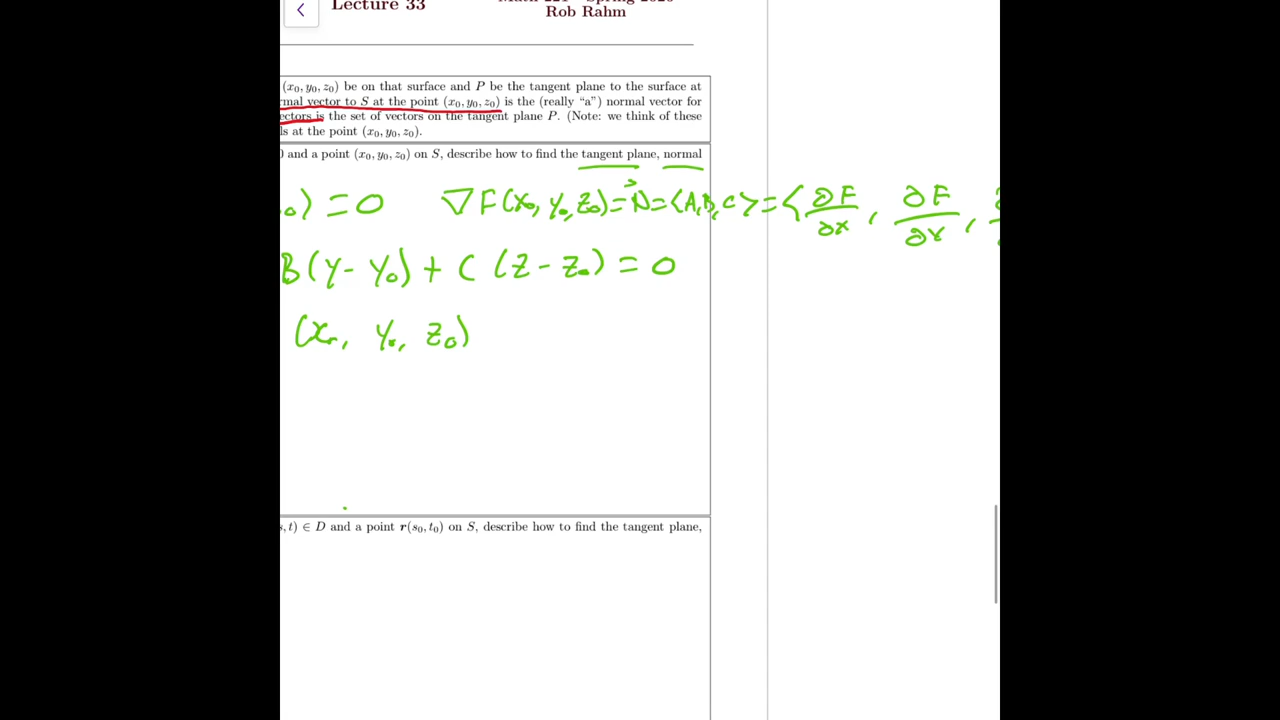 Lecture 33
Rob Rahm
(x₀, y₀, z₀) be on that surface and P be the tangent plane to the surface at
rmal vector to S at the point (x₀, y₀, z₀) is the (really “a”) normal vector for
ectors is the set of vectors on the tangent plane P. (Note: we think of these
ls at the point (x₀, y₀, z₀).
) and a point (x₀, y₀, z₀) on S, describe how to find the tangent plane, normal
₀) = 0 ∇F(x₀, y₀, z₀) = N⃗ = <A, B, C> = <∂F/∂x, ∂F/∂y,
B(y - y₀) + C (z - z₀) = 0
(x₀, y₀, z₀)
s, t) ∈ D and a point r(s₀, t₀) on S, describe how to find the tangent plane,